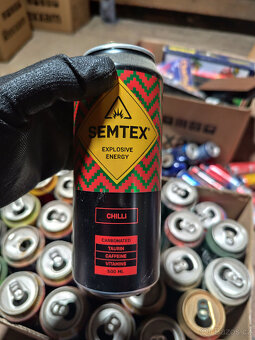 SEMTEX®
EXPLOSIVE
ENERGY
CHILLI
CARBONATED
TAURIN
CAFFEINE
VITAMINS
500 ML